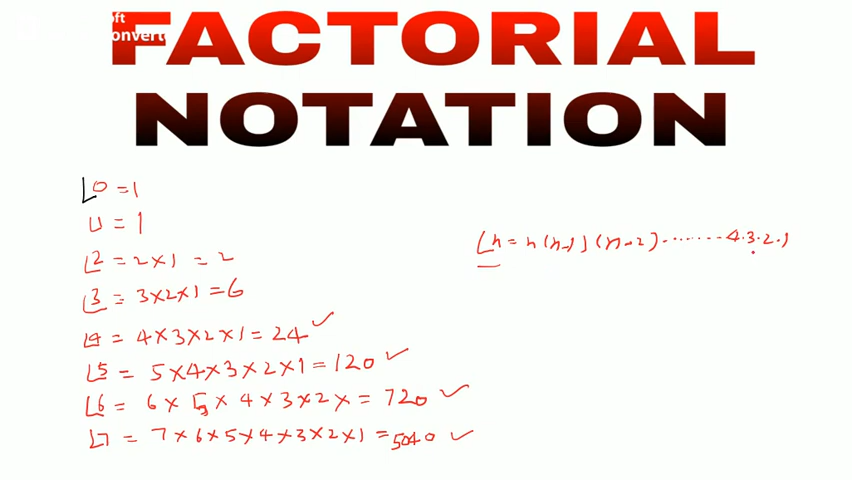 oft
onverte
FACTORIAL
NOTATION
⌊0 = 1
⌊1 = 1
⌊2 = 2 × 1 = 2
⌊3 = 3 × 2 × 1 = 6
⌊4 = 4 × 3 × 2 × 1 = 24 ✓
⌊5 = 5 × 4 × 3 × 2 × 1 = 120 ✓
⌊6 = 6 × 5 × 4 × 3 × 2 × = 720 ✓
⌊7 = 7 × 6 × 5 × 4 × 3 × 2 × 1 = 5040 ✓
⌊n = n (n-1) (n-2) ........ 4.3.2.1